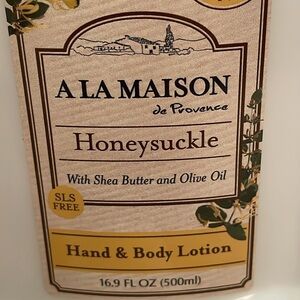 A LA MAISON
de Provence
Honeysuckle
With Shea Butter and Olive Oil
SLS
FREE
Hand & Body Lotion
16.9 FL OZ (500ml)